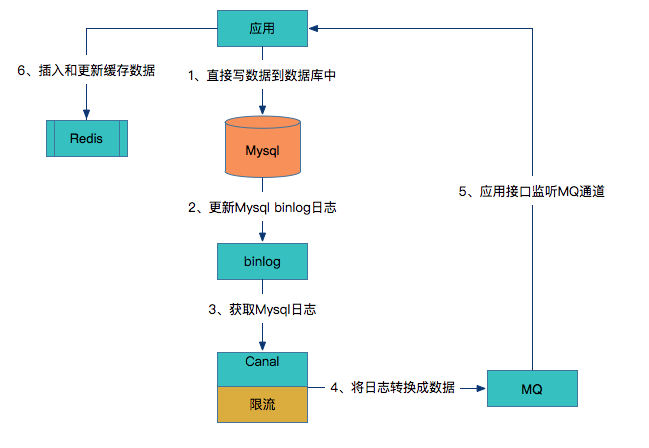 应用
6、插入和更新缓存数据
1、直接写数据到数据库中
Redis
Mysql
5、应用接口监听MQ通道
2、更新Mysql binlog日志
binlog
3、获取Mysql日志
Canal
4、将日志转换成数据
MQ
限流